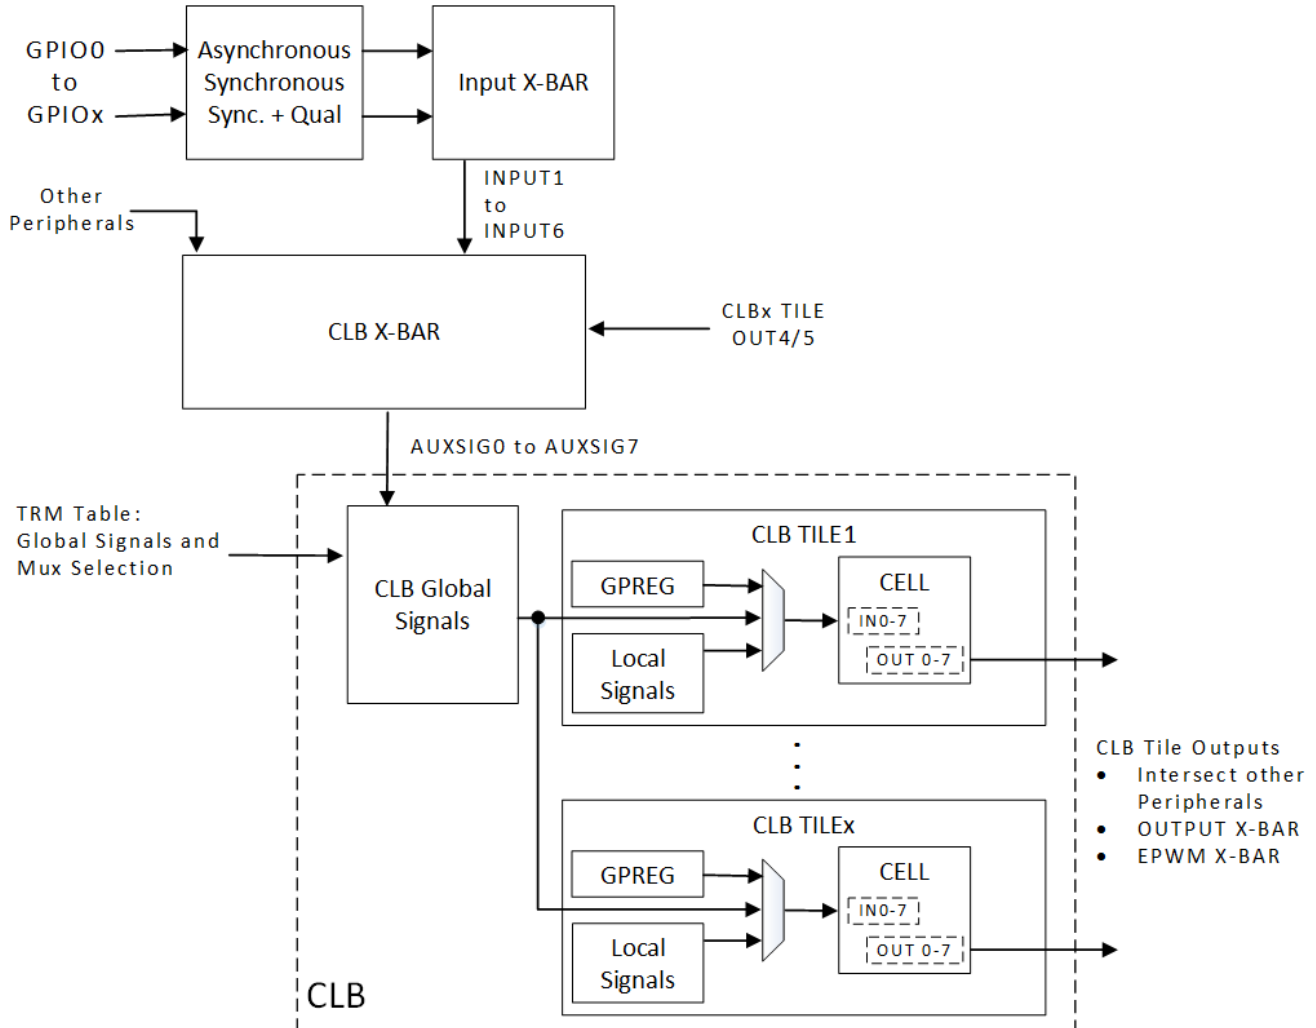 GPIO0
to
GPIOx
Asynchronous
Synchronous
Sync. + Qual
Input X-BAR
INPUT1
to
INPUT6
Other
Peripherals
CLB X-BAR
CLBx TILE
OUT4/5
AUXSIG0 to AUXSIG7
TRM Table:
Global Signals and
Mux Selection
CLB Global
Signals
CLB TILE1
GPREG
Local
Signals
CELL
IN0-7
OUT 0-7
CLB Tile Outputs
• Intersect other
Peripherals
• OUTPUT X-BAR
• EPWM X-BAR
CLB TILEx
GPREG
Local
Signals
CELL
IN0-7
OUT 0-7
CLB